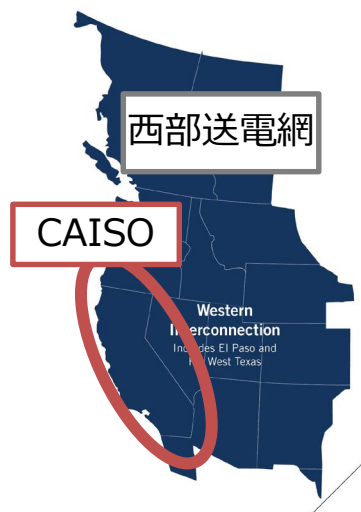 西部送電網
CAISO
Western
Interconnection
Includes El Paso and
West Texas